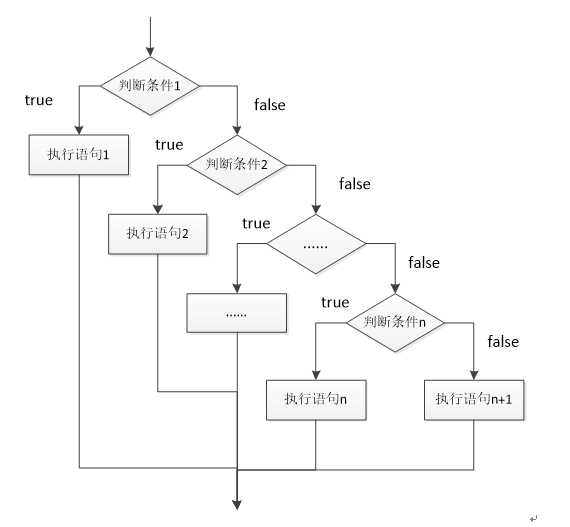 判断条件1
true
false
执行语句1
true
判断条件2
false
执行语句2
true
......
false
......
true
判断条件n
false
执行语句n
执行语句n+1